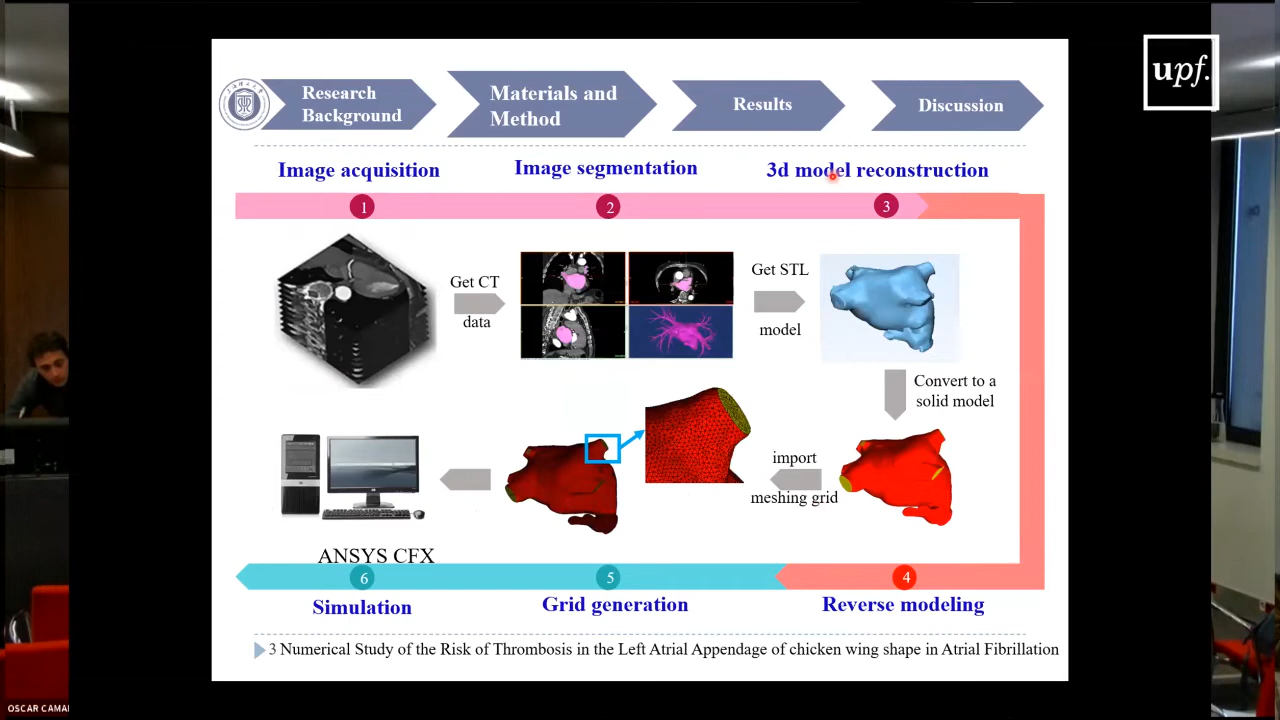 upf.
Research
Background
Materials and
Method
Results
Discussion
Image acquisition
Image segmentation
3d model reconstruction
1
2
3
Get CT
data
Get STL
model
Convert to a
solid model
import
meshing grid
ANSYS CFX
6
5
4
Simulation
Grid generation
Reverse modeling
3 Numerical Study of the Risk of Thrombosis in the Left Atrial Appendage of chicken wing shape in Atrial Fibrillation
OSCAR CAMA